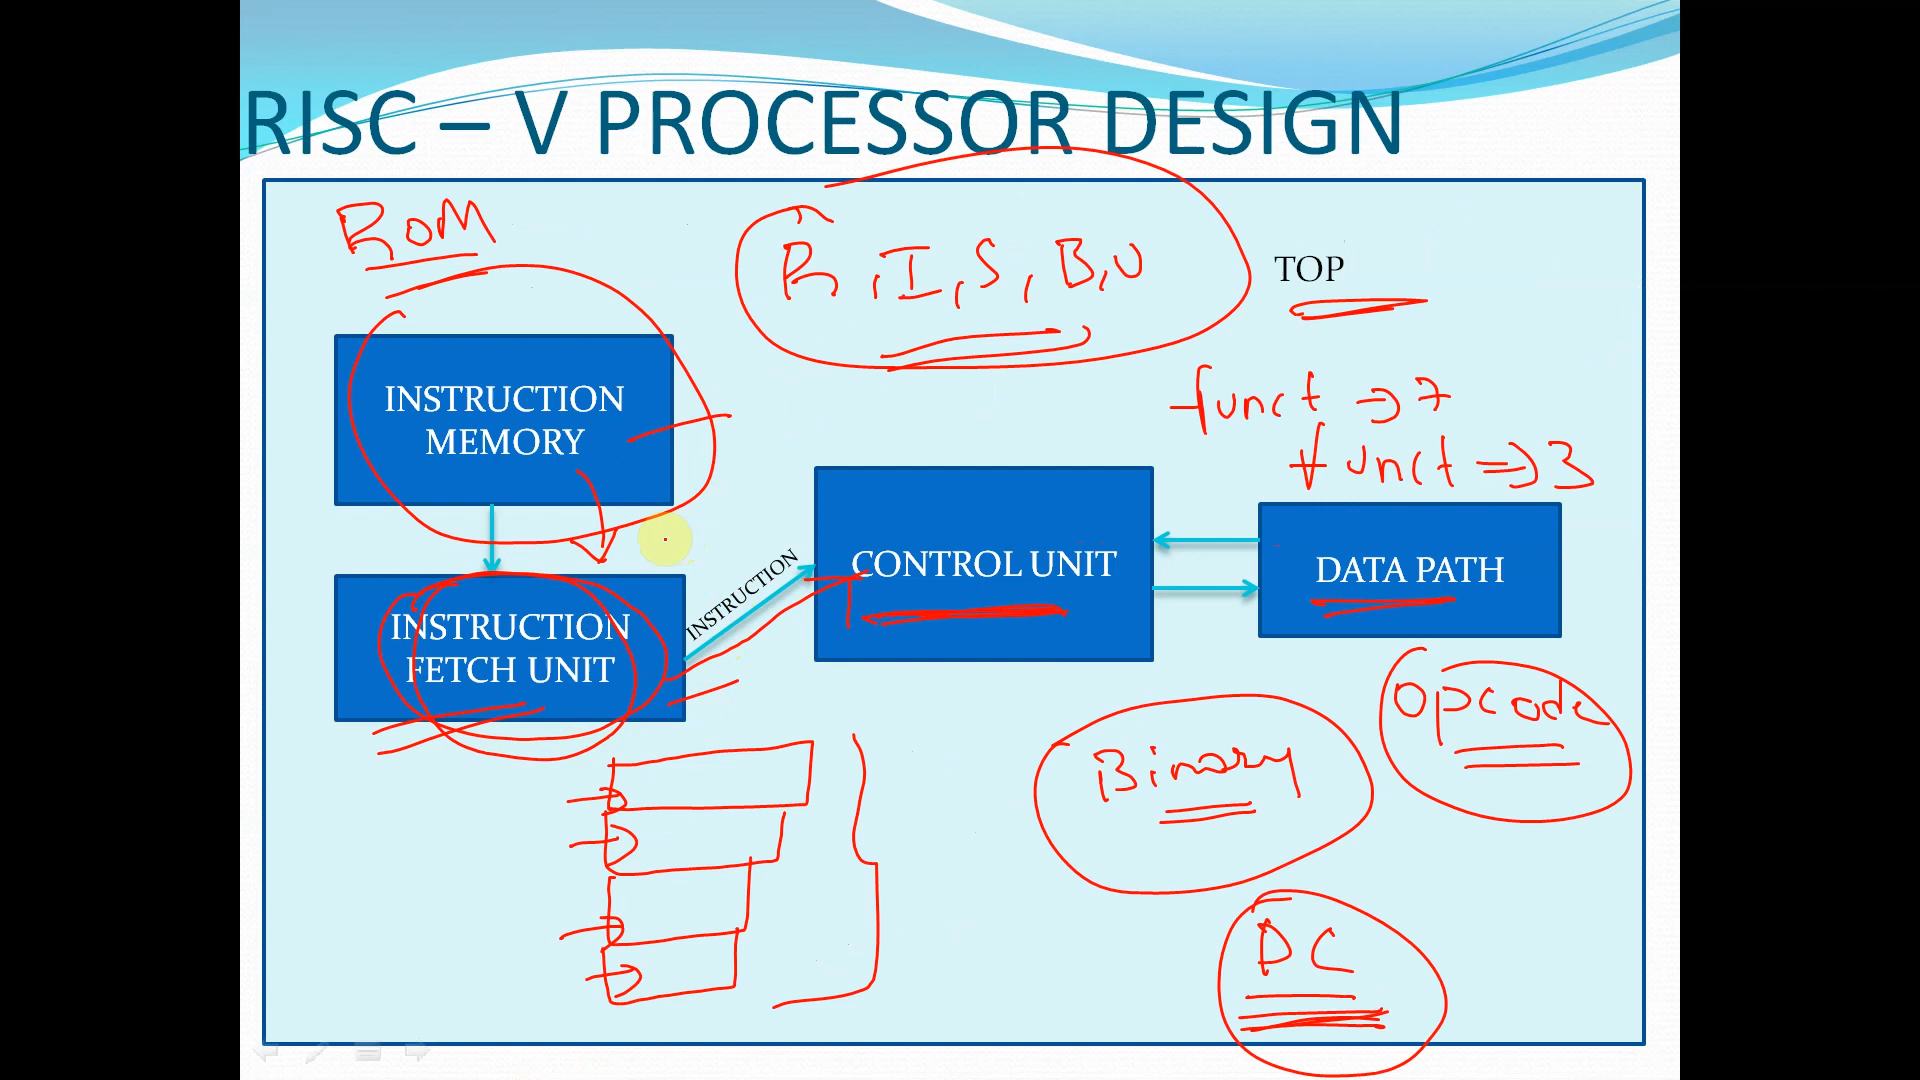 RISC – V PROCESSOR DESIGN
ROM
R, I, S, B, U
TOP
INSTRUCTION
MEMORY
funct => 7
funct => 3
INSTRUCTION
CONTROL UNIT
DATA PATH
INSTRUCTION
FETCH UNIT
opcode
Binary
PC